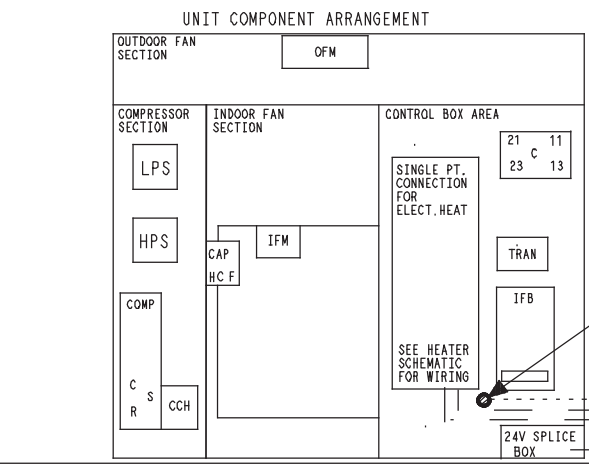 UNIT COMPONENT ARRANGEMENT
OUTDOOR FAN
SECTION
OFM
COMPRESSOR
SECTION
LPS
HPS
COMP
C
S
R
CCH
INDOOR FAN
SECTION
IFM
CAP
H C F
CONTROL BOX AREA
SINGLE PT.
CONNECTION
FOR
ELECT.HEAT
SEE HEATER
SCHEMATIC
FOR WIRING
21 11
C
23 13
TRAN
IFB
24V SPLICE
BOX